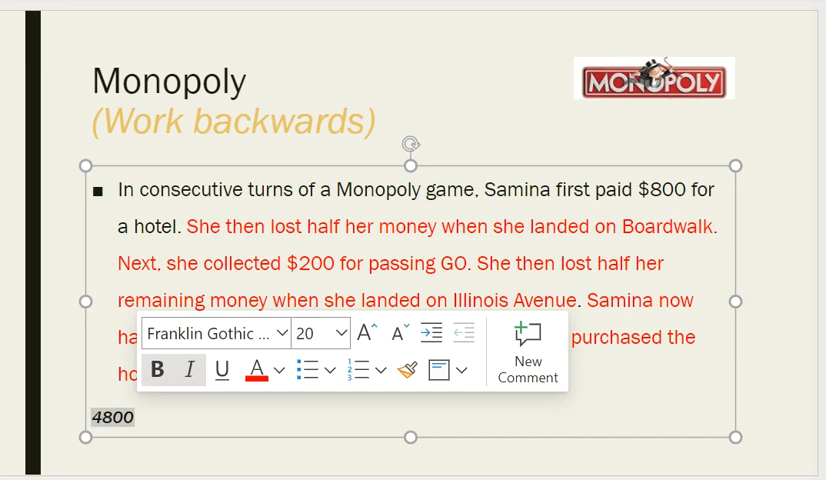 Monopoly
(Work backwards)
MONOPOLY
■ In consecutive turns of a Monopoly game, Samina first paid $800 for
a hotel. She then lost half her money when she landed on Boardwalk.
Next, she collected $200 for passing GO. She then lost half her
remaining money when she landed on Illinois Avenue. Samina now
purchased the
Franklin Gothic ... 20 A^ A˅
B I U A
New
Comment
4800